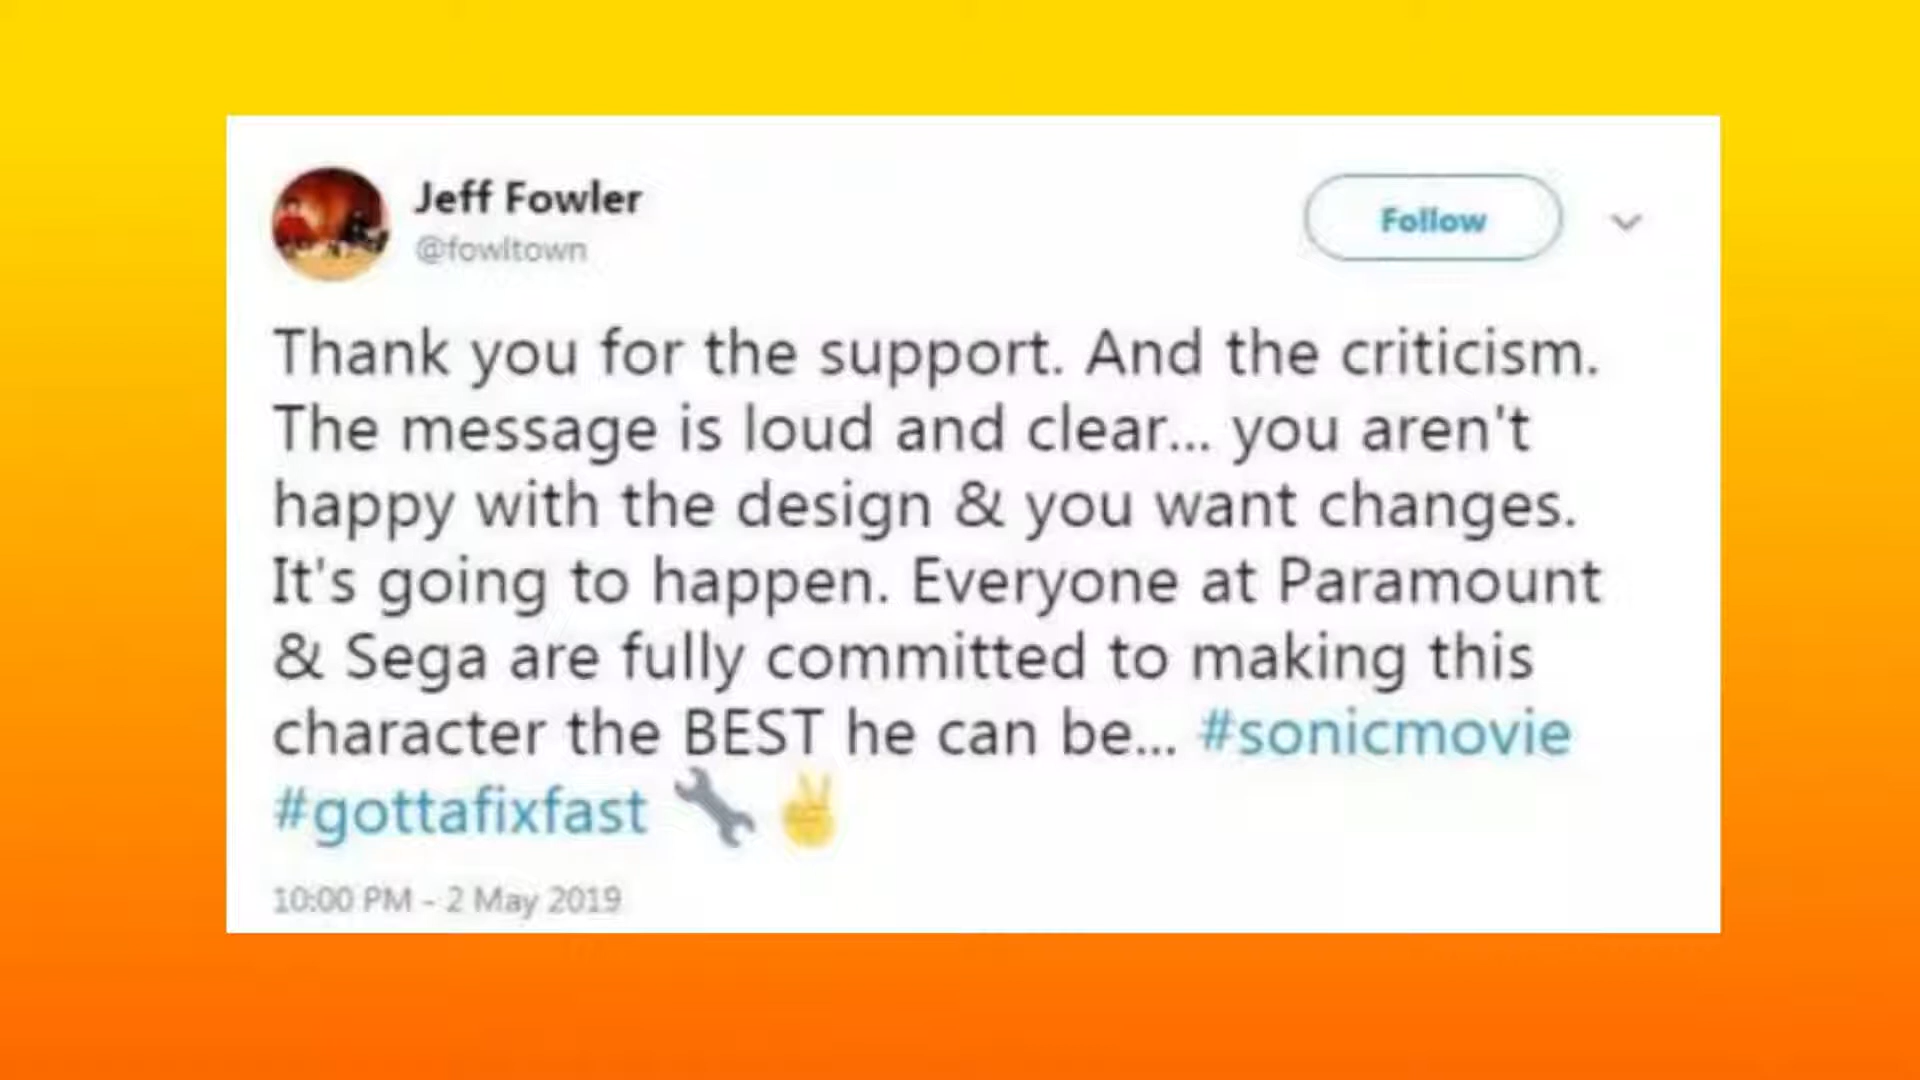 Jeff Fowler
@fowltown
Follow
Thank you for the support. And the criticism.
The message is loud and clear... you aren't
happy with the design & you want changes.
It's going to happen. Everyone at Paramount
& Sega are fully committed to making this
character the BEST he can be... #sonicmovie
#gottafixfast 🔧✌
10:00 PM - 2 May 2019